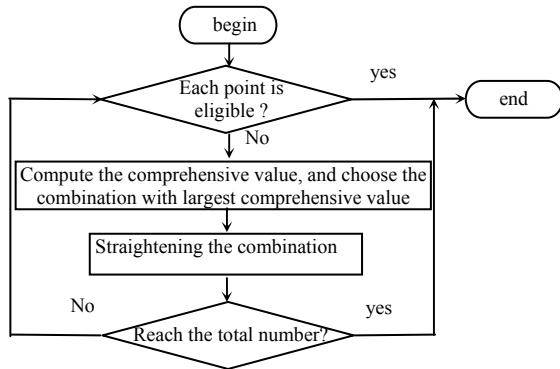 begin
Each point is
eligible ?
yes
end
No
Compute the comprehensive value, and choose the
combination with largest comprehensive value
Straightening the combination
No
yes
Reach the total number?